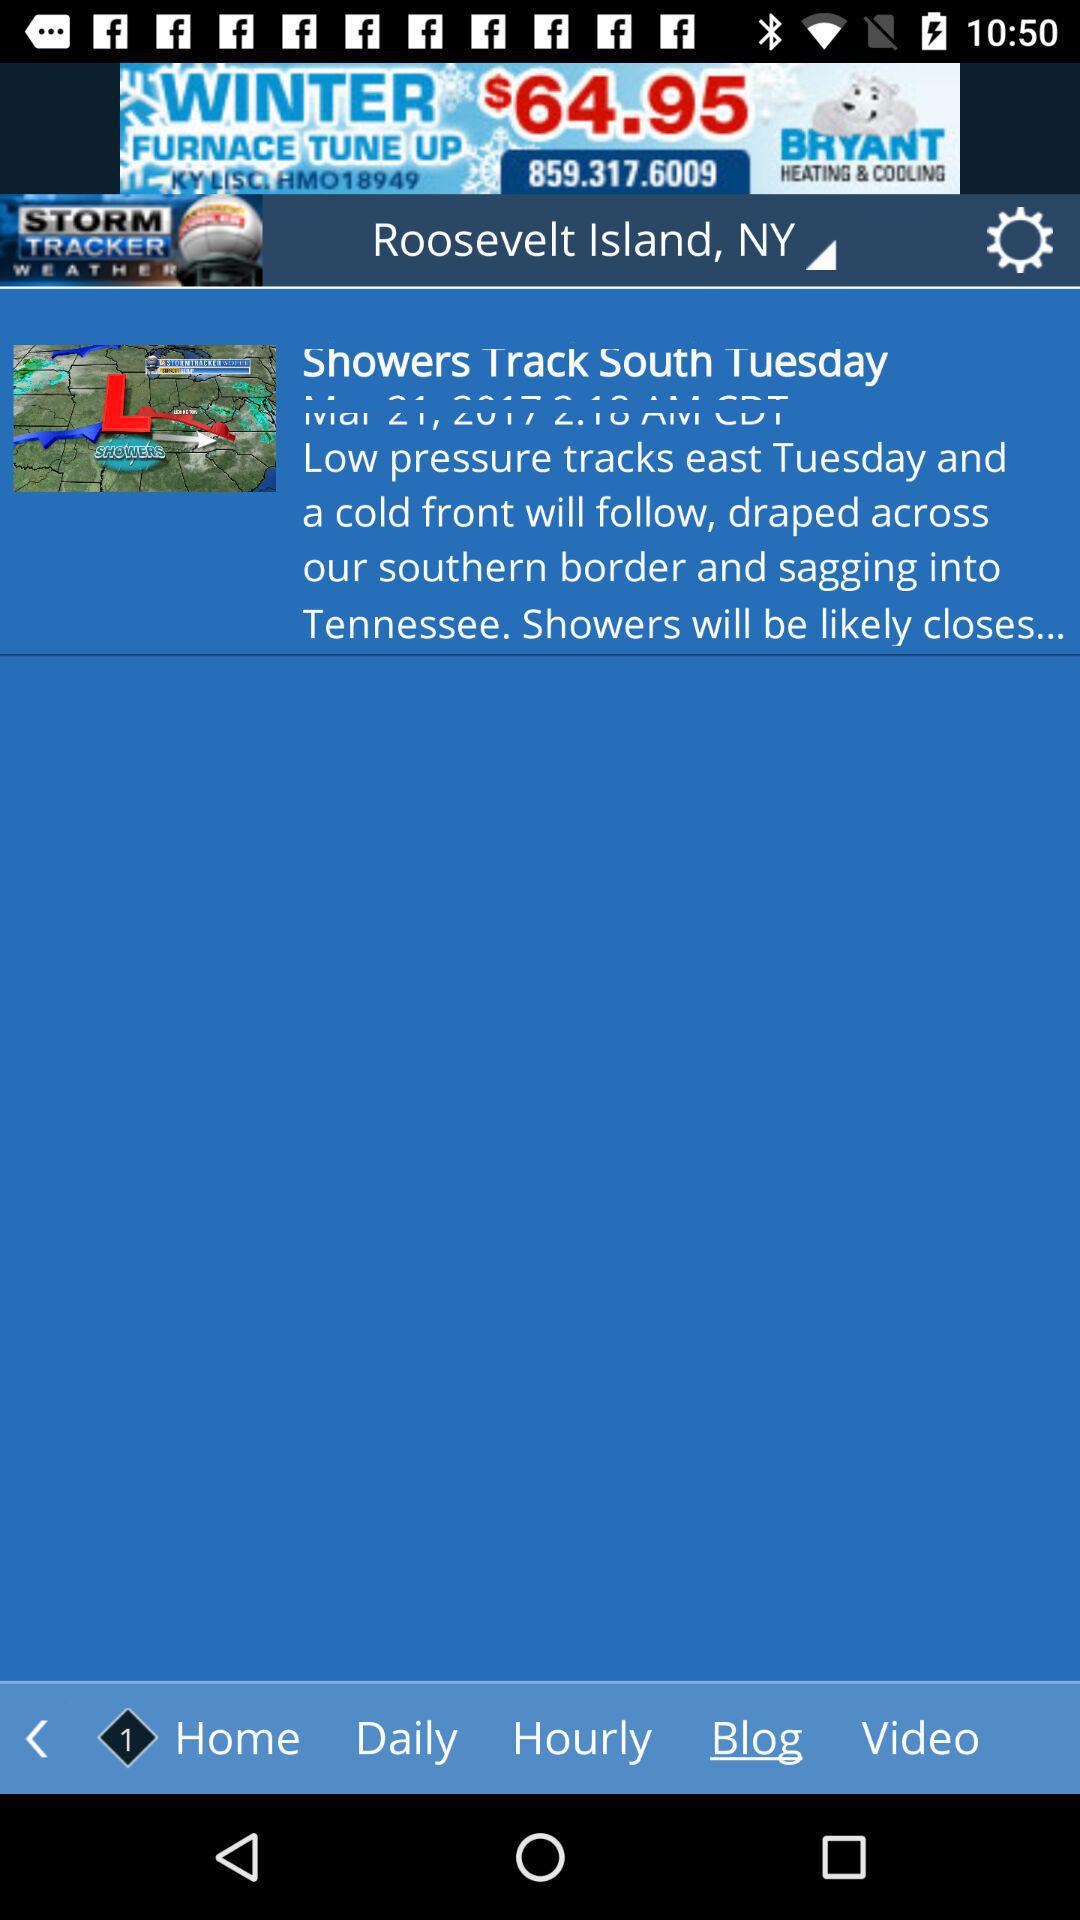 10:50
WINTER
FURNACE TUNE UP
KY LISC. HMO18949
$64.95
859.317.6009
BRYANT
HEATING & COOLING
STORM
TRACKER
WEATHER
Roosevelt Island, NY
SHOWERS
Showers Track South Tuesday
Mar 21, 2017 2:18 AM CDT
Low pressure tracks east Tuesday and
a cold front will follow, draped across
our southern border and sagging into
Tennessee. Showers will be likely closes...
1 Home Daily Hourly Blog Video